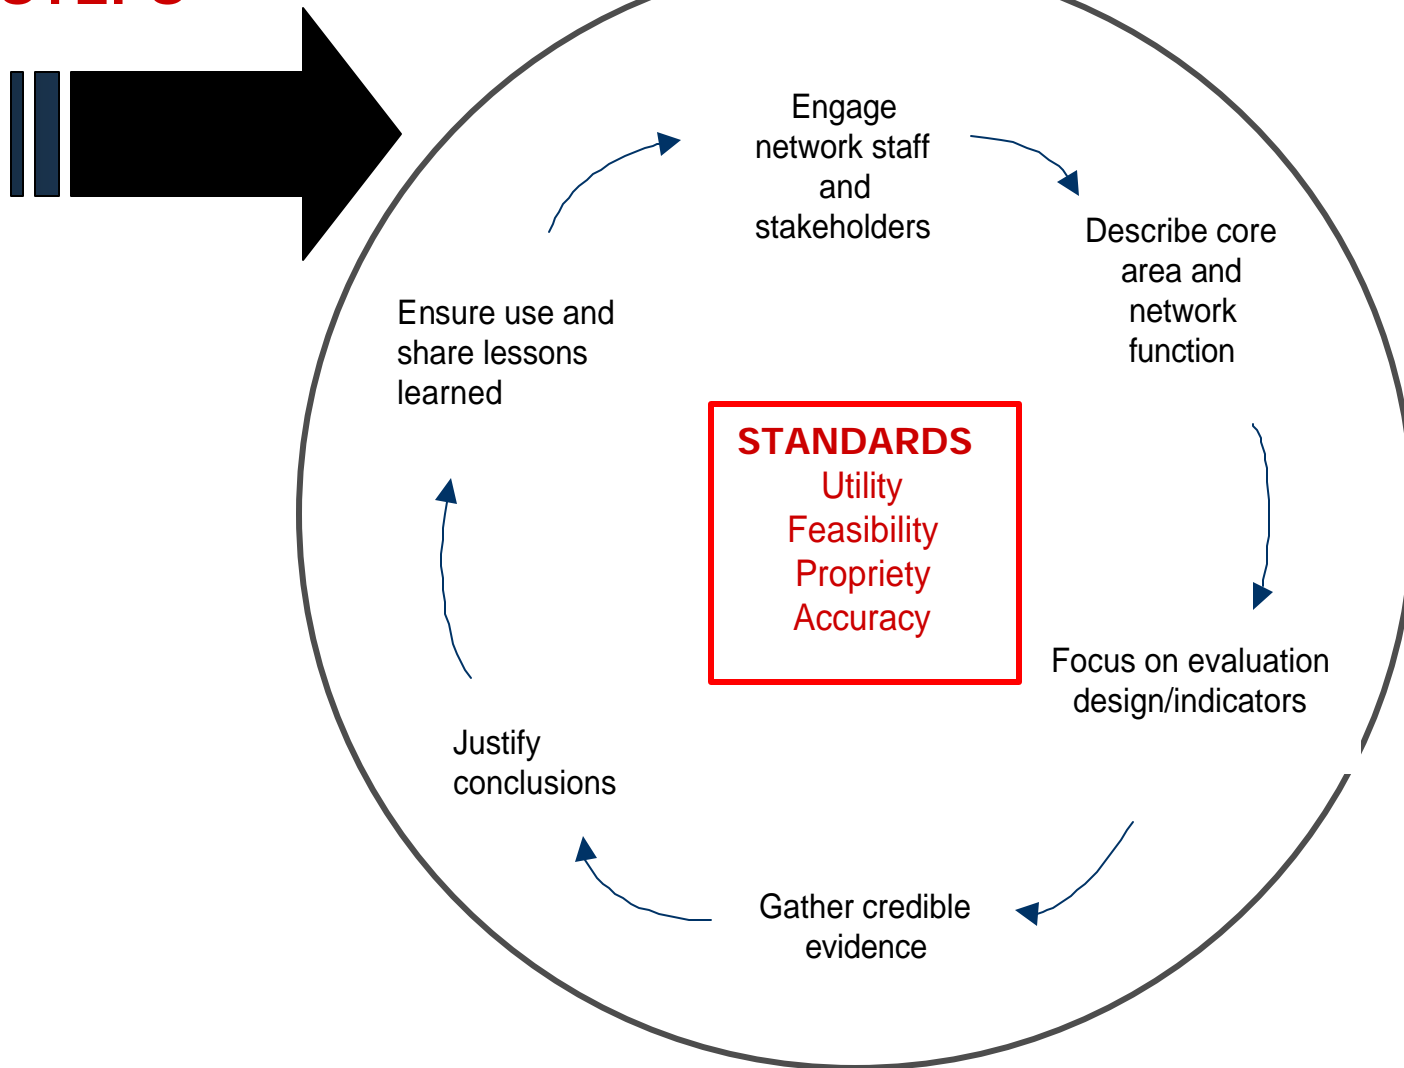 STEPS
Engage
network staff
and
stakeholders
Describe core
area and
network
function
Ensure use and
share lessons
learned
STANDARDS
Utility
Feasibility
Propriety
Accuracy
Focus on evaluation
design/indicators
Justify
conclusions
Gather credible
evidence